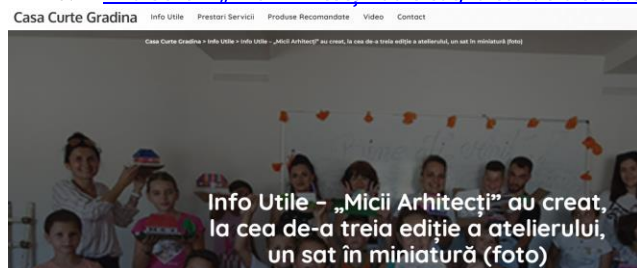 Casa Curte Gradina Info Utile Prestari Servicii Produse Recomandate Video Contact
Casa Curte Gradina > Info Utile > Info Utile – „Micii Arhitecți” au creat, la cea de-a treia ediție a atelierului, un sat în miniatură (foto)
Info Utile – „Micii Arhitecți” au creat,
la cea de-a treia ediție a atelierului,
un sat în miniatură (foto)